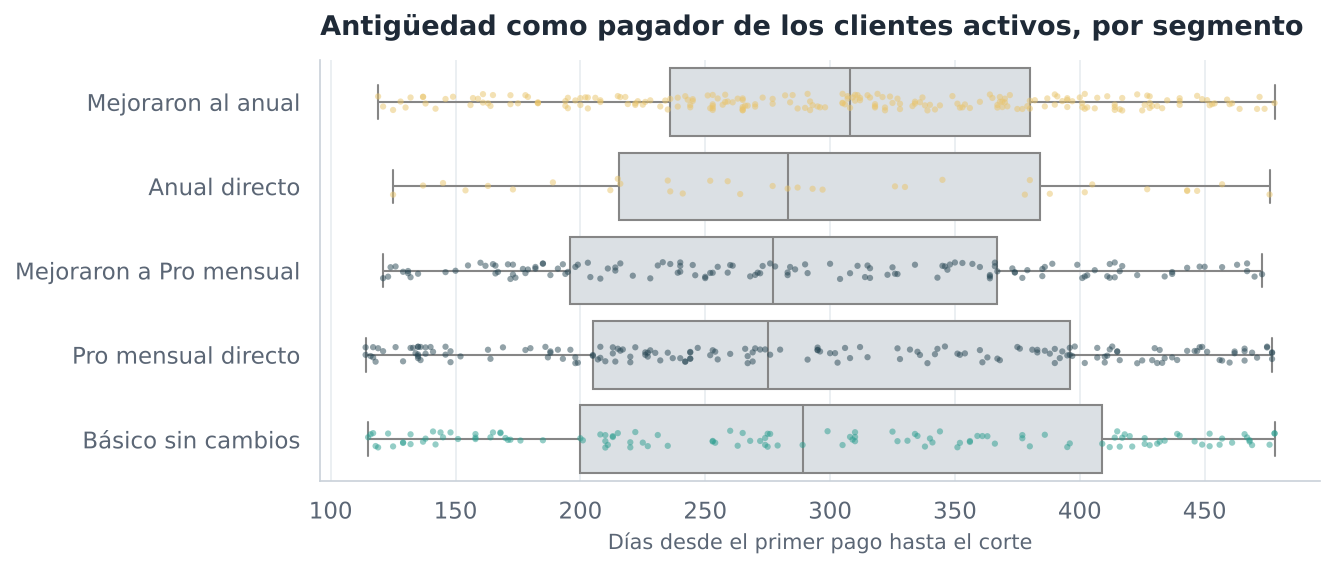 Antigüedad como pagador de los clientes activos, por segmento
Mejoraron al anual
Anual directo
Mejoraron a Pro mensual
Pro mensual directo
Básico sin cambios
100 150 200 250 300 350 400 450
Días desde el primer pago hasta el corte